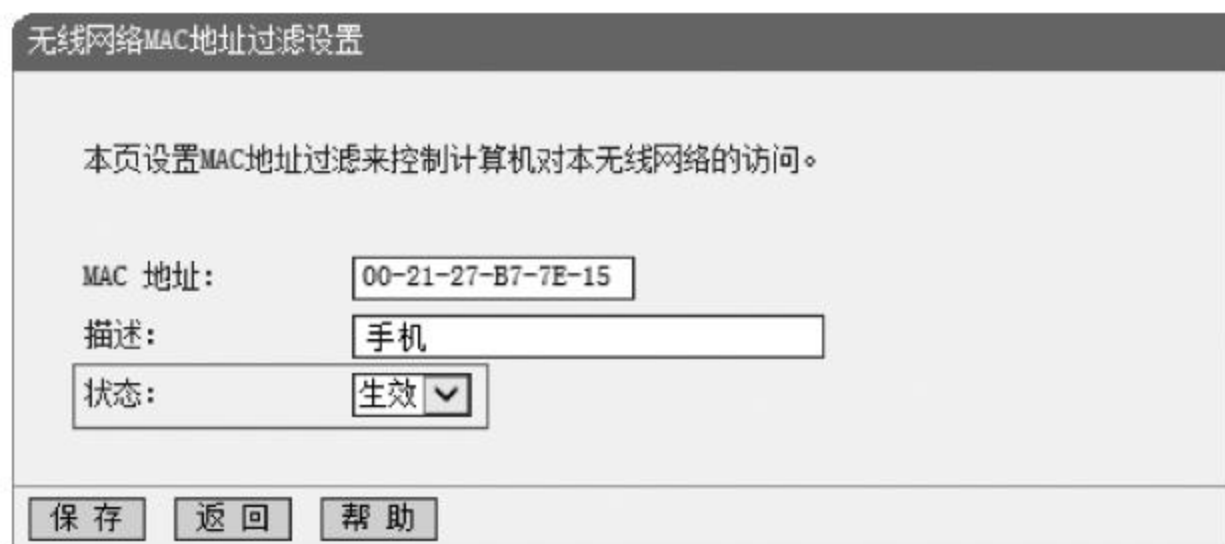 无线网络MAC地址过滤设置
本页设置MAC地址过滤来控制计算机对本无线网络的访问。
MAC 地址: 00-21-27-B7-7E-15
描述: 手机
状态: 生效
保 存 返 回 帮 助